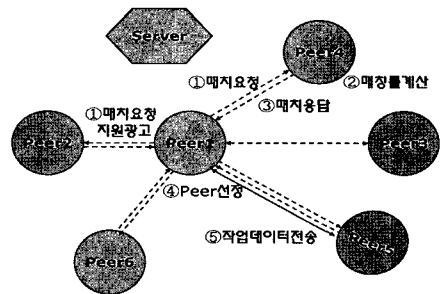 Server
Peer4
①매치요청
②매칭률계산
③매치응답
①매치요청
지원광고
Peer2
Peer1
④Peer선정
⑤작업데이터전송
Peer6